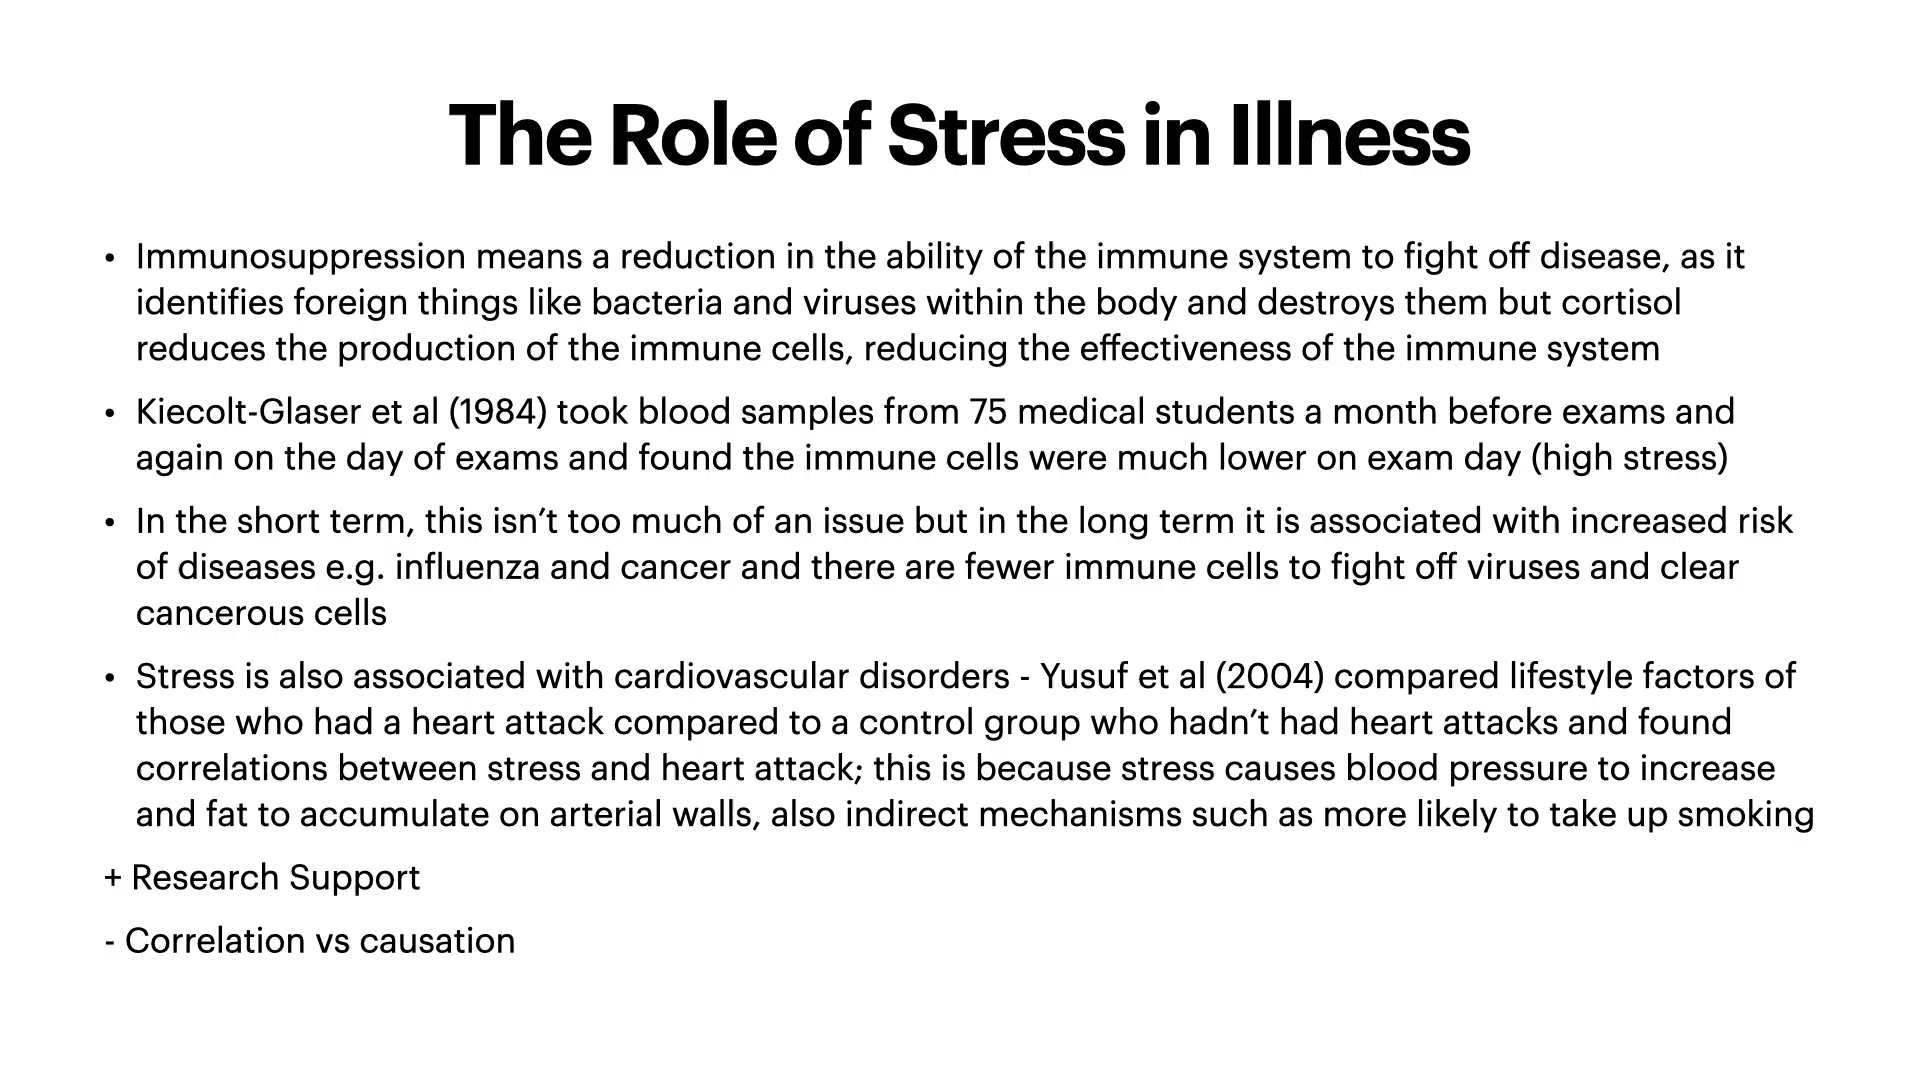 The Role of Stress in Illness
• Immunosuppression means a reduction in the ability of the immune system to fight off disease, as it
identifies foreign things like bacteria and viruses within the body and destroys them but cortisol
reduces the production of the immune cells, reducing the effectiveness of the immune system
• Kiecolt-Glaser et al (1984) took blood samples from 75 medical students a month before exams and
again on the day of exams and found the immune cells were much lower on exam day (high stress)
• In the short term, this isn’t too much of an issue but in the long term it is associated with increased risk
of diseases e.g. influenza and cancer and there are fewer immune cells to fight off viruses and clear
cancerous cells
• Stress is also associated with cardiovascular disorders - Yusuf et al (2004) compared lifestyle factors of
those who had a heart attack compared to a control group who hadn’t had heart attacks and found
correlations between stress and heart attack; this is because stress causes blood pressure to increase
and fat to accumulate on arterial walls, also indirect mechanisms such as more likely to take up smoking
+ Research Support
- Correlation vs causation